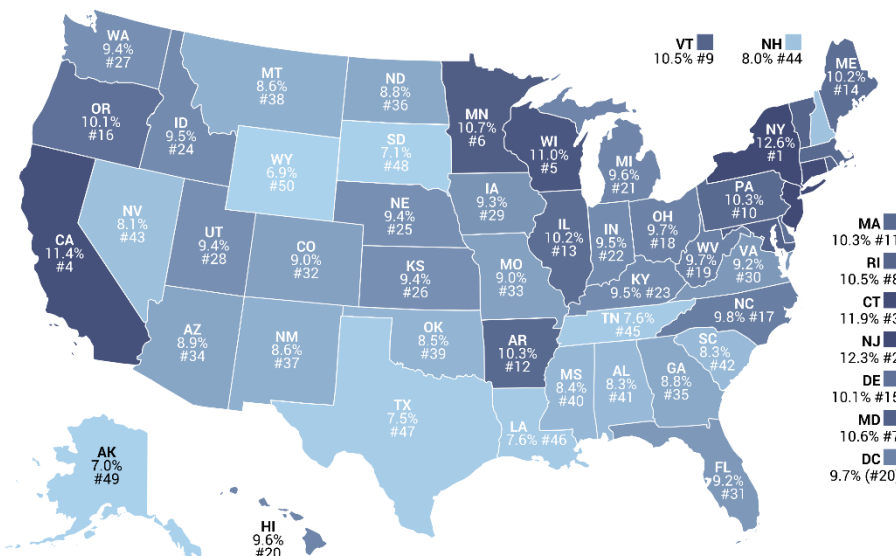 VT
10.5% #9
NH
8.0% #44
WA
9.4%
#27
MT
8.6%
#38
ND
8.8%
#36
MN
10.7%
#6
ME
10.2%
#14
OR
10.1%
#16
ID
9.5%
#24
WY
6.9%
#50
SD
7.1%
#48
WI
11.0%
#5
MI
9.6%
#21
NY
12.6%
#1
CA
11.4%
#4
NV
8.1%
#43
UT
9.4%
#28
CO
9.0%
#32
NE
9.4%
#25
KS
9.4%
#26
IA
9.3%
#29
MO
9.0%
#33
IL
10.2%
#13
IN
9.5%
#22
OH
9.7%
#18
PA
10.3%
#10
WV
9.7%
#19
VA
9.2%
#30
KY
9.5% #23
NC
9.8% #17
TN 7.6%
#45
SC
8.3%
#42
AZ
8.9%
#34
NM
8.6%
#37
OK
8.5%
#39
AR
10.3%
#12
MS
8.4%
#40
AL
8.3%
#41
GA
8.8%
#35
TX
7.5%
#47
LA
7.6% #46
FL
9.2%
#31
AK
7.0%
#49
HI
9.6%
#20
MA
10.3% #11
RI
10.5% #8
CT
11.9% #3
NJ
12.3% #2
DE
10.1% #15
MD
10.6% #7
DC
9.7% (#20